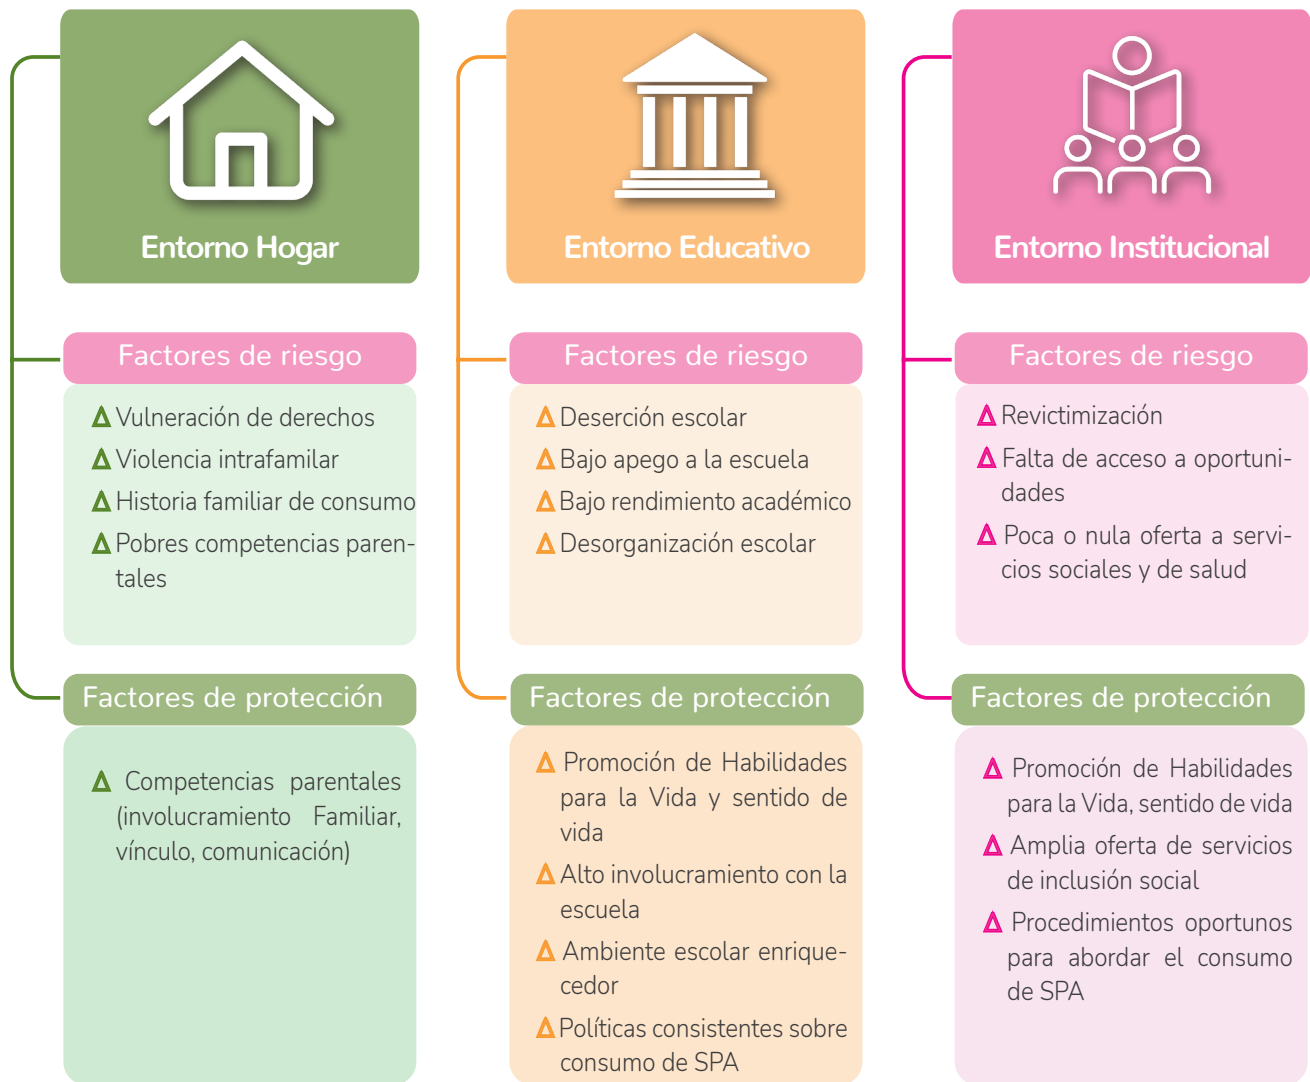 Entorno Hogar
Factores de riesgo
Vulneración de derechos
Violencia intrafamilar
Historia familiar de consumo
Pobres competencias paren-
tales
Factores de protección
Competencias parentales
(involucramiento Familiar,
vínculo, comunicación)
Entorno Educativo
Factores de riesgo
Deserción escolar
Bajo apego a la escuela
Bajo rendimiento académico
Desorganización escolar
Factores de protección
Promoción de Habilidades
para la Vida y sentido de
vida
Alto involucramiento con la
escuela
Ambiente escolar enrique-
cedor
Políticas consistentes sobre
consumo de SPA
Entorno Institucional
Factores de riesgo
Revictimización
Falta de acceso a oportuni-
dades
Poca o nula oferta a servi-
cios sociales y de salud
Factores de protección
Promoción de Habilidades
para la Vida, sentido de vida
Amplia oferta de servicios
de inclusión social
Procedimientos oportunos
para abordar el consumo
de SPA